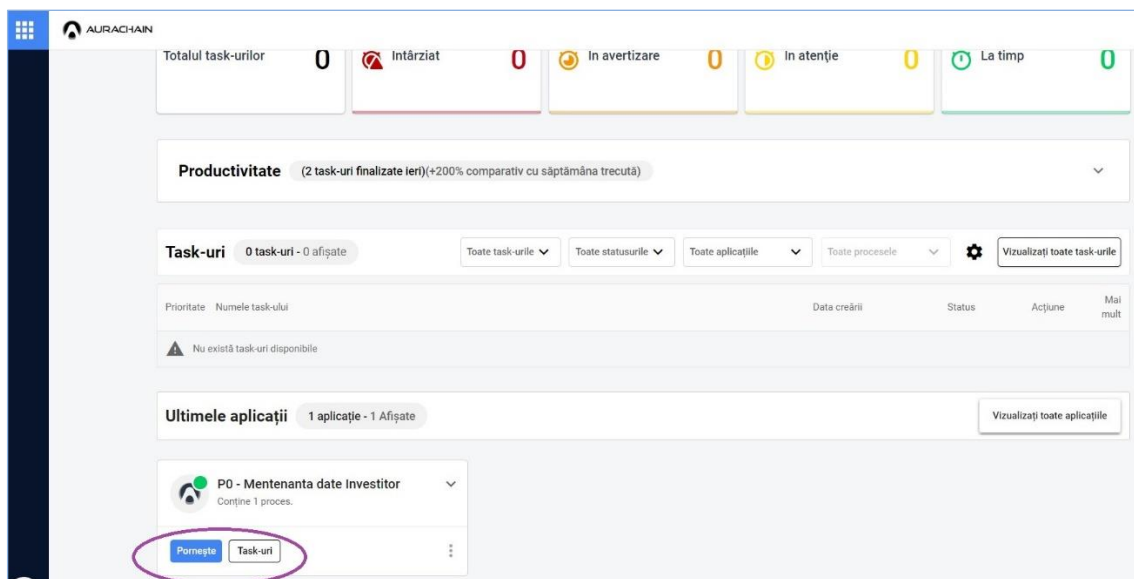 AURACHAIN
Totalul task-urilor 0 Intârziat 0 In avertizare 0 In atenție 0 La timp 0
Productivitate (2 task-uri finalizate ieri)(+200% comparativ cu săptămâna trecută)
Task-uri 0 task-uri - 0 afișate Toate task-urile Toate statusurile Toate aplicațiile Toate procesele Vizualizați toate task-urile
Prioritate Numele task-ului Data creării Status Acțiune Mai mult
Nu există task-uri disponibile
Ultimele aplicații 1 aplicație - 1 Afișate Vizualizați toate aplicațiile
P0 - Mentenanta date Investitor
Conține 1 proces.
Pornește Task-uri